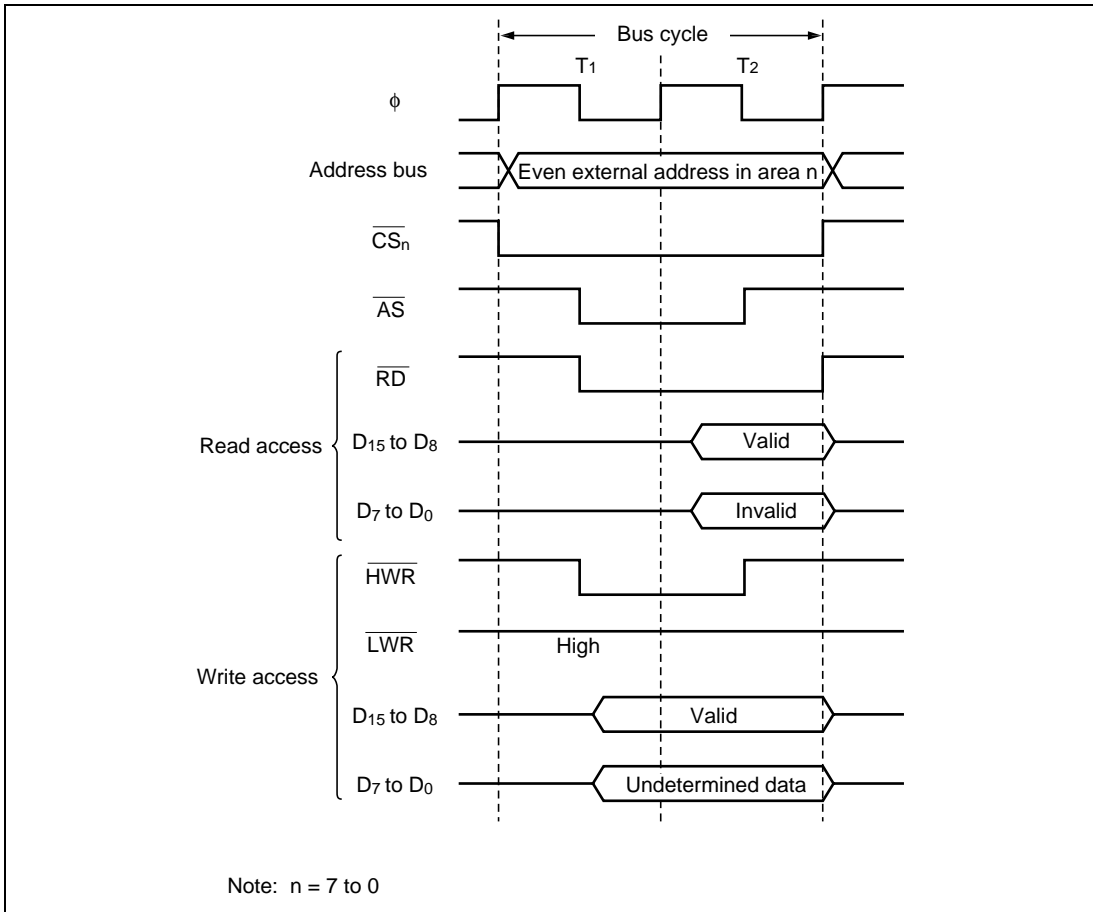 Bus cycle
T1 T2
ϕ
Address bus Even external address in area n
CSn
AS
RD
Read access
D15 to D8 Valid
D7 to D0 Invalid
HWR
LWR High
Write access
D15 to D8 Valid
D7 to D0 Undetermined data
Note: n = 7 to 0